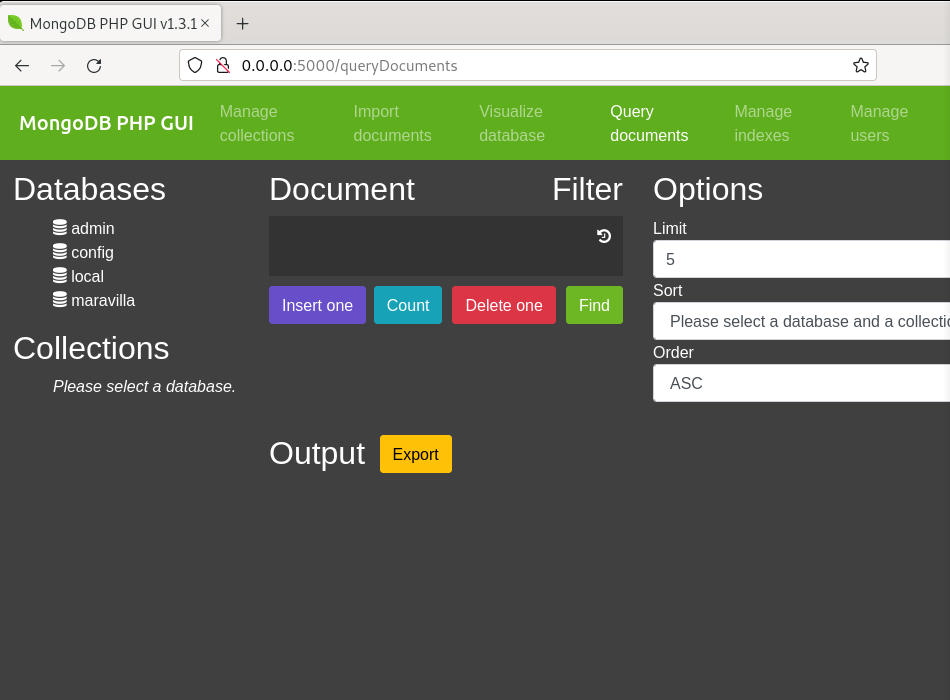 MongoDB PHP GUI v1.3.1
0.0.0.0:5000/queryDocuments
MongoDB PHP GUI
Manage collections
Import documents
Visualize database
Query documents
Manage indexes
Manage users
Databases
admin
config
local
maravilla
Collections
Please select a database.
Document Filter
Insert one Count Delete one Find
Output Export
Options
Limit
5
Sort
Please select a database and a collectio
Order
ASC